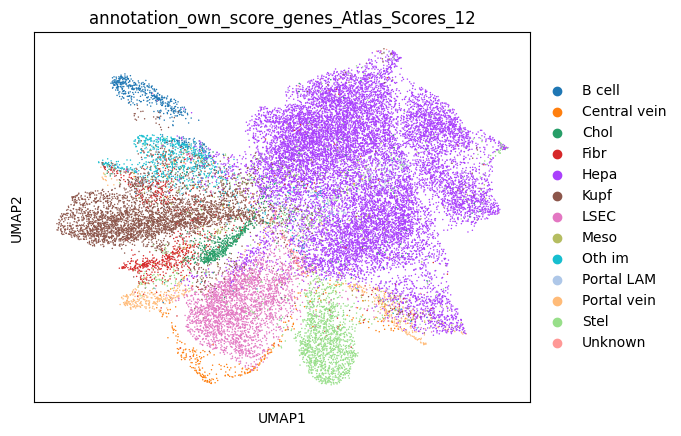 annotation_own_score_genes_Atlas_Scores_12
UMAP2
UMAP1
B cell
Central vein
Chol
Fibr
Hepa
Kupf
LSEC
Meso
Oth im
Portal LAM
Portal vein
Stel
Unknown